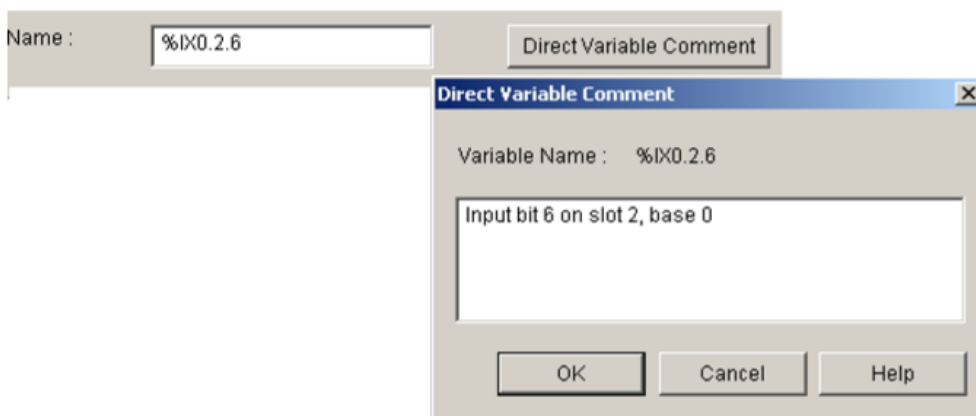 Name :
%IX0.2.6
Direct Variable Comment
Direct Variable Comment
Variable Name : %IX0.2.6
Input bit 6 on slot 2, base 0
OK Cancel Help